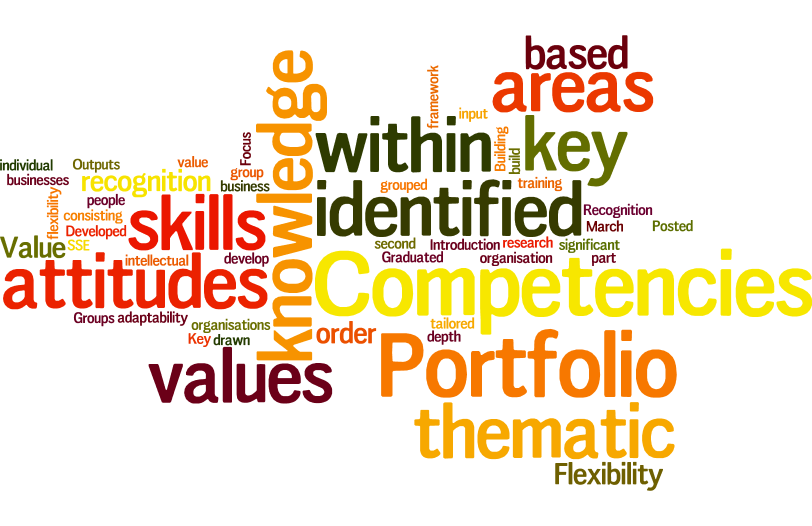 based
areas
framework
input
knowledge
within
Building
build
key
Focus
individual
Outputs
value
group
businesses
recognition
business
grouped
training
people
flexibility
consisting
skills
identified
Recognition
Developed
March
Posted
Value
SSE
intellectual
develop
second
Introduction
research
significant
Graduated
organisation
part
attitudes
Competencies
Groups
adaptability
organisations
order
tailored
Key
drawn
depth
values
Portfolio
thematic
Flexibility